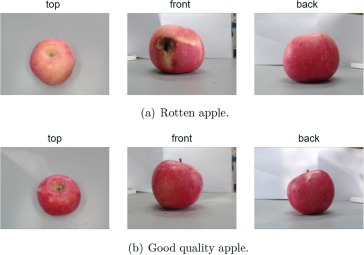 top front back
(a) Rotten apple.
top front back
(b) Good quality apple.